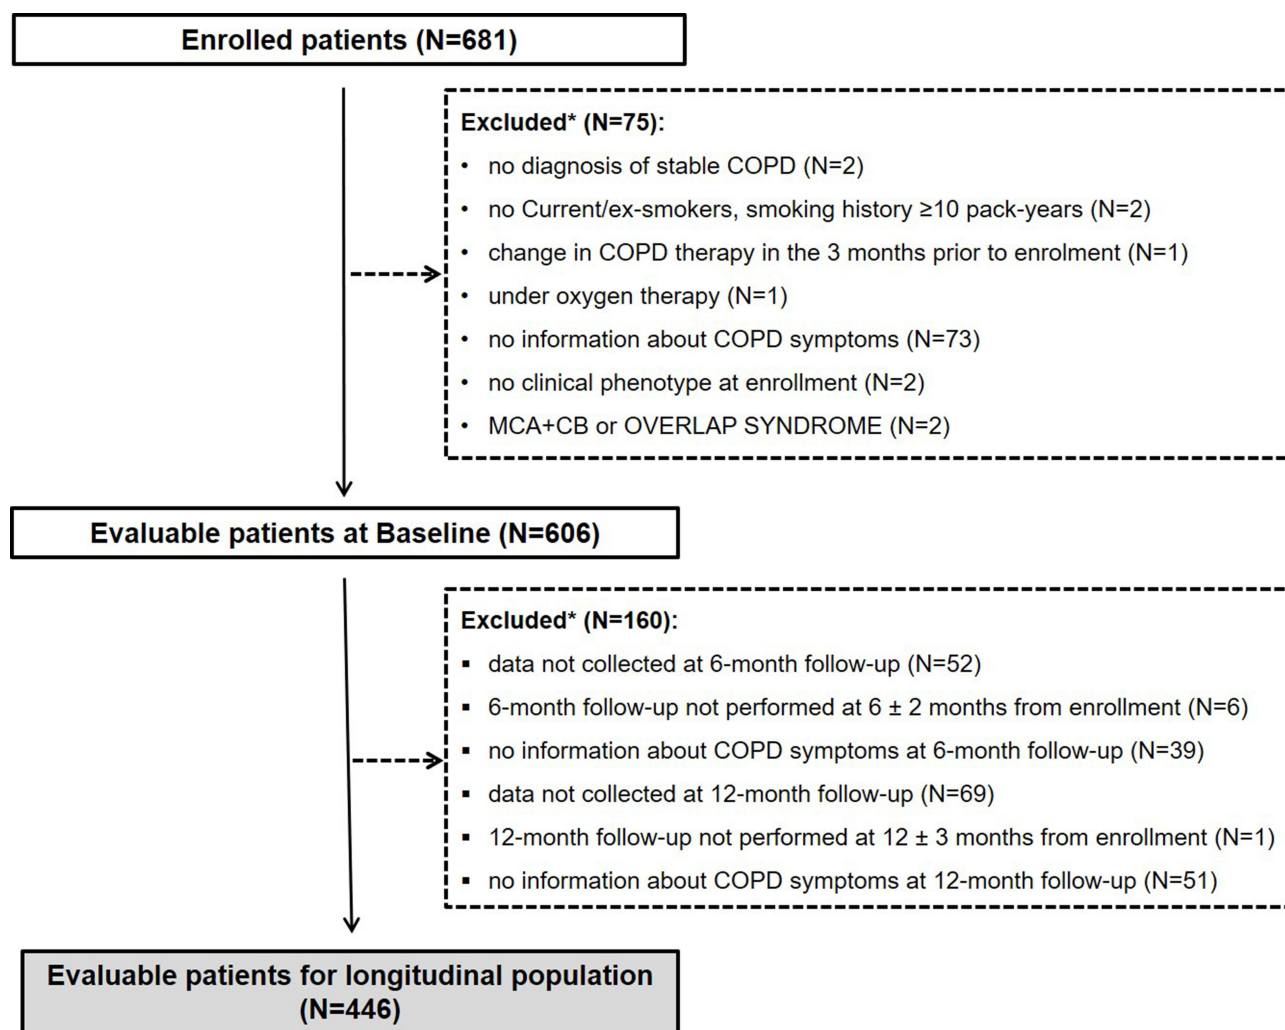 Enrolled patients (N=681)
Excluded* (N=75):
• no diagnosis of stable COPD (N=2)
• no Current/ex-smokers, smoking history ≥10 pack-years (N=2)
• change in COPD therapy in the 3 months prior to enrolment (N=1)
• under oxygen therapy (N=1)
• no information about COPD symptoms (N=73)
• no clinical phenotype at enrollment (N=2)
• MCA+CB or OVERLAP SYNDROME (N=2)
Evaluable patients at Baseline (N=606)
Excluded* (N=160):
▪ data not collected at 6-month follow-up (N=52)
▪ 6-month follow-up not performed at 6 ± 2 months from enrollment (N=6)
▪ no information about COPD symptoms at 6-month follow-up (N=39)
▪ data not collected at 12-month follow-up (N=69)
▪ 12-month follow-up not performed at 12 ± 3 months from enrollment (N=1)
▪ no information about COPD symptoms at 12-month follow-up (N=51)
Evaluable patients for longitudinal population
(N=446)